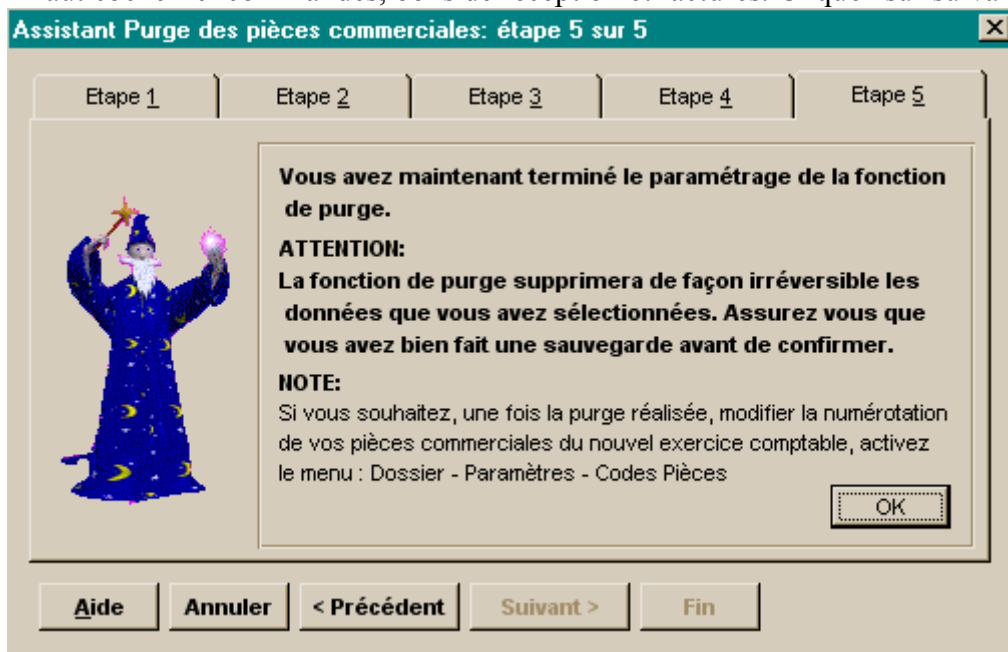 Assistant Purge des pièces commerciales: étape 5 sur 5
Etape 1
Etape 2
Etape 3
Etape 4
Etape 5
Vous avez maintenant terminé le paramétrage de la fonction
de purge.
ATTENTION:
La fonction de purge supprimera de façon irréversible les
données que vous avez sélectionnées. Assurez vous que
vous avez bien fait une sauvegarde avant de confirmer.
NOTE:
Si vous souhaitez, une fois la purge réalisée, modifier la numérotation
de vos pièces commerciales du nouvel exercice comptable, activez
le menu : Dossier - Paramètres - Codes Pièces
OK
Aide
Annuler
< Précédent
Suivant >
Fin